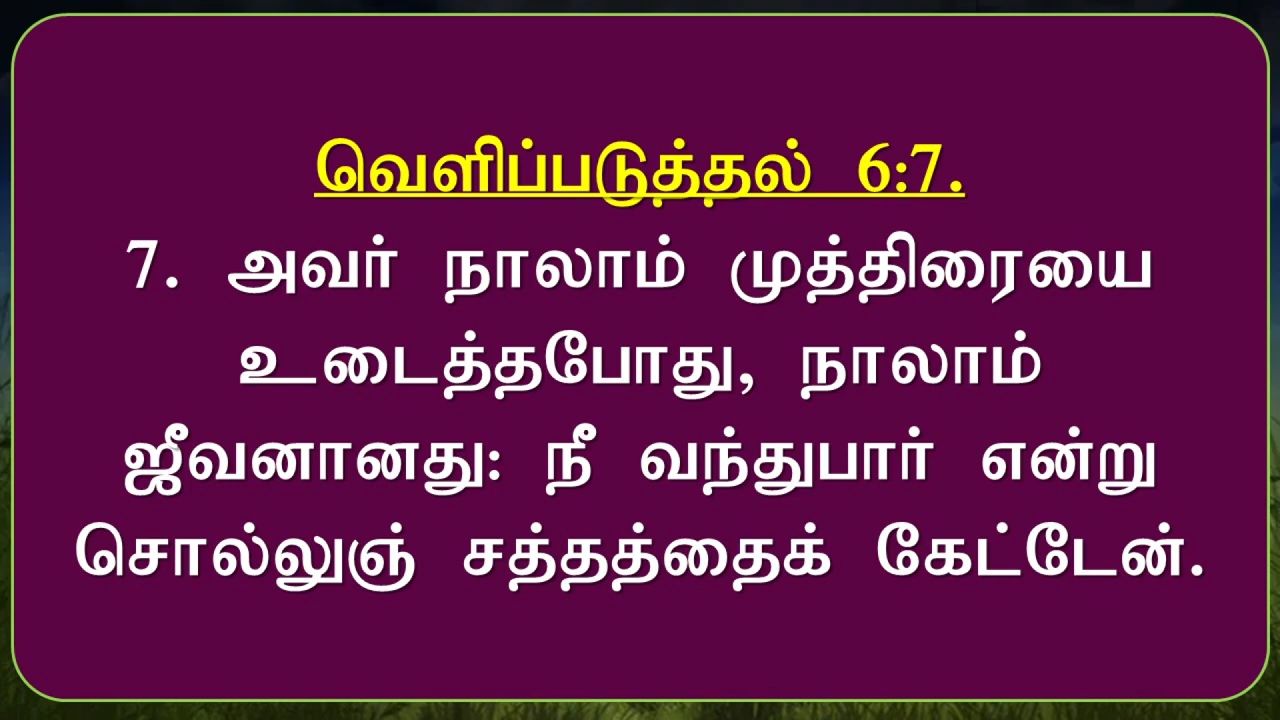 வெளிப்படுத்தல் 6:7.
7. அவர் நாலாம் முத்திரையை
உடைத்தபோது, நாலாம்
ஜீவனானது: நீ வந்துபார் என்று
சொல்லுஞ் சத்தத்தைக் கேட்டேன்.